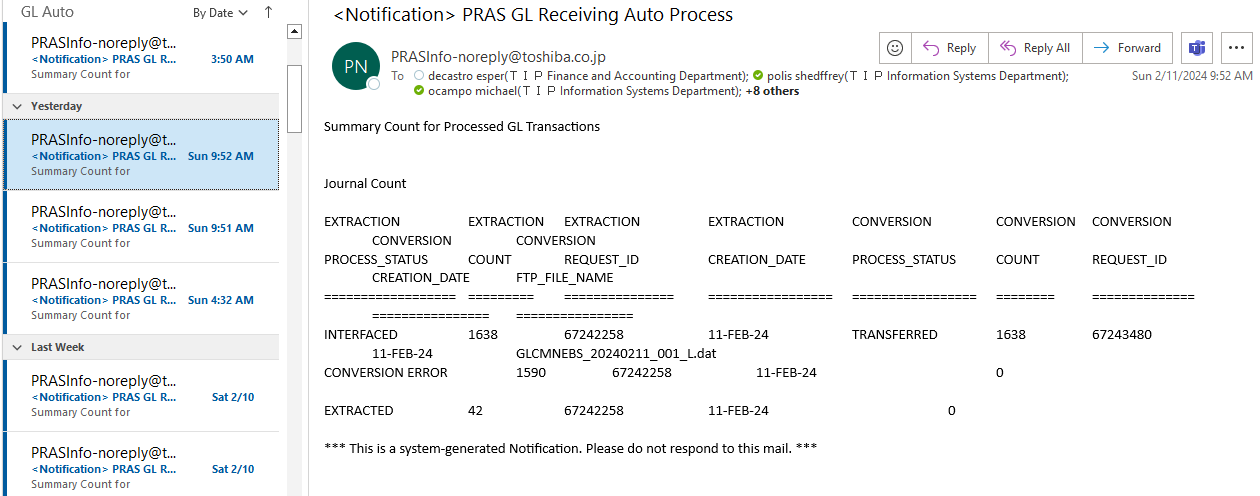 GL Auto
By Date
PRASInfo-noreply@t...
<Notification> PRAS GL R... 3:50 AM
Summary Count for
Yesterday
PRASInfo-noreply@t...
<Notification> PRAS GL R... Sun 9:52 AM
Summary Count for
PRASInfo-noreply@t...
<Notification> PRAS GL R... Sun 9:51 AM
Summary Count for
PRASInfo-noreply@t...
<Notification> PRAS GL R... Sun 4:32 AM
Summary Count for
Last Week
PRASInfo-noreply@t...
<Notification> PRAS GL R... Sat 2/10
Summary Count for
PRASInfo-noreply@t...
<Notification> PRAS GL R... Sat 2/10
Summary Count for
<Notification> PRAS GL Receiving Auto Process
PN
PRASInfo-noreply@toshiba.co.jp
Reply
Reply All
Forward
To decastro esper(ＴＩＰ Finance and Accounting Department); polis shedffrey(ＴＩＰ Information Systems Department);
ocampo michael(ＴＩＰ Information Systems Department); +8 others
Sun 2/11/2024 9:52 AM
Summary Count for Processed GL Transactions
Journal Count
EXTRACTION EXTRACTION EXTRACTION EXTRACTION CONVERSION CONVERSION CONVERSION
CONVERSION CONVERSION
PROCESS_STATUS COUNT REQUEST_ID CREATION_DATE PROCESS_STATUS COUNT REQUEST_ID
CREATION_DATE FTP_FILE_NAME
================== ========= =============== ================= ================= ======== ==============
================ ================
INTERFACED 1638 67242258 11-FEB-24 TRANSFERRED 1638 67243480
11-FEB-24 GLCMNEBS_20240211_001_L.dat
CONVERSION ERROR 1590 67242258 11-FEB-24 0
EXTRACTED 42 67242258 11-FEB-24 0
*** This is a system-generated Notification. Please do not respond to this mail. ***